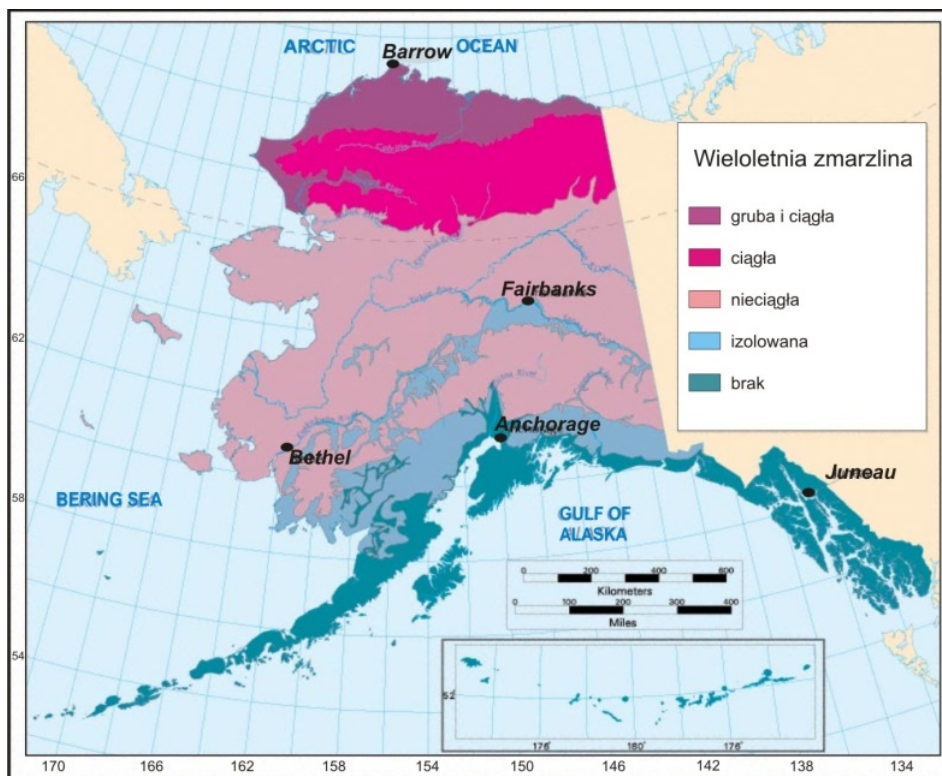 ARCTIC OCEAN
Barrow
Wieloletnia zmarzlina
gruba i ciągła
ciągła
nieciągła
izolowana
brak
66
62
58
54
Fairbanks
Anchorage
Bethel
Juneau
BERING SEA
GULF OF
ALASKA
0 200 400 600
Kilometers
0 100 200 300 400
Miles
52
176° 180° 176°
170 166 162 158 154 150 146 142 138 134